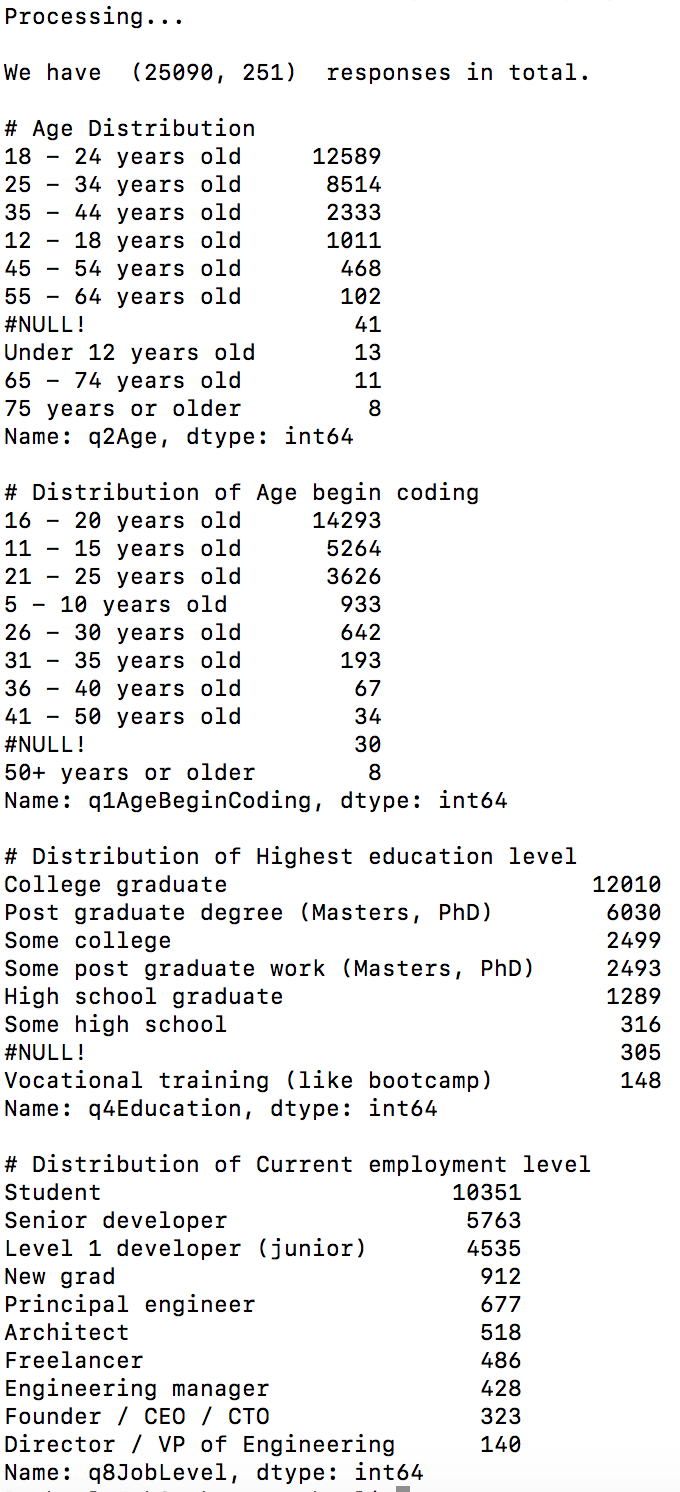 Processing...
We have  (25090, 251)  responses in total.
# Age Distribution
18 - 24 years old     12589
25 - 34 years old      8514
35 - 44 years old      2333
12 - 18 years old      1011
45 - 54 years old       468
55 - 64 years old       102
#NULL!                   41
Under 12 years old       13
65 - 74 years old        11
75 years or older         8
Name: q2Age, dtype: int64
# Distribution of Age begin coding
16 - 20 years old     14293
11 - 15 years old      5264
21 - 25 years old      3626
5 - 10 years old        933
26 - 30 years old       642
31 - 35 years old       193
36 - 40 years old        67
41 - 50 years old        34
#NULL!                   30
50+ years or older        8
Name: q1AgeBeginCoding, dtype: int64
# Distribution of Highest education level
College graduate                          12010
Post graduate degree (Masters, PhD)        6030
Some college                               2499
Some post graduate work (Masters, PhD)     2493
High school graduate                       1289
Some high school                            316
#NULL!                                      305
Vocational training (like bootcamp)         148
Name: q4Education, dtype: int64
# Distribution of Current employment level
Student                         10351
Senior developer                 5763
Level 1 developer (junior)       4535
New grad                          912
Principal engineer                677
Architect                         518
Freelancer                        486
Engineering manager               428
Founder / CEO / CTO               323
Director / VP of Engineering      140
Name: q8JobLevel, dtype: int64